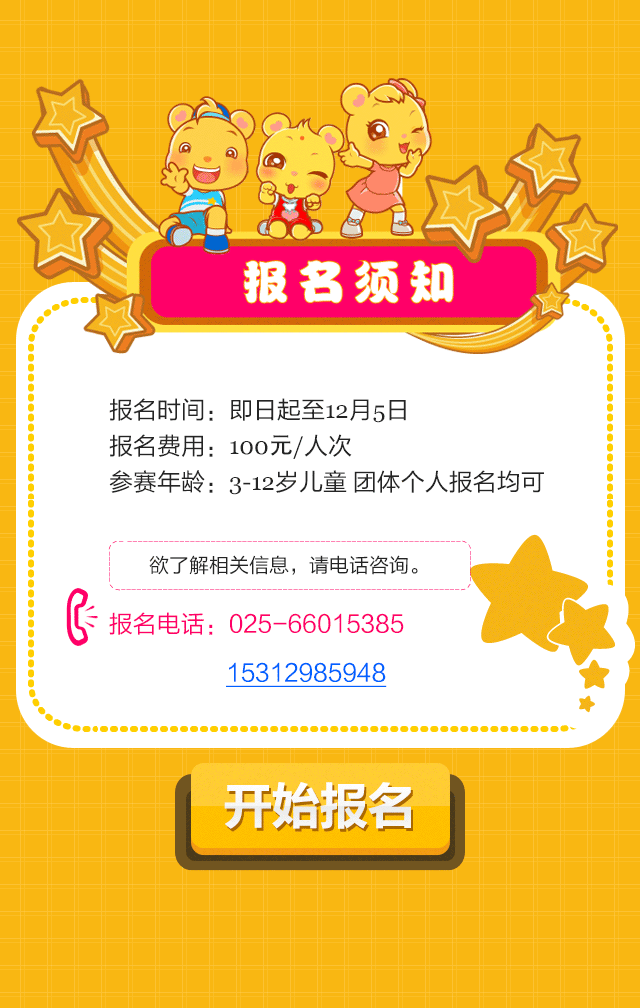 报名须知
报名时间：即日起至12月5日
报名费用：100元/人次
参赛年龄：3-12岁儿童 团体个人报名均可
欲了解相关信息，请电话咨询。
报名电话：025-66015385
15312985948
开始报名